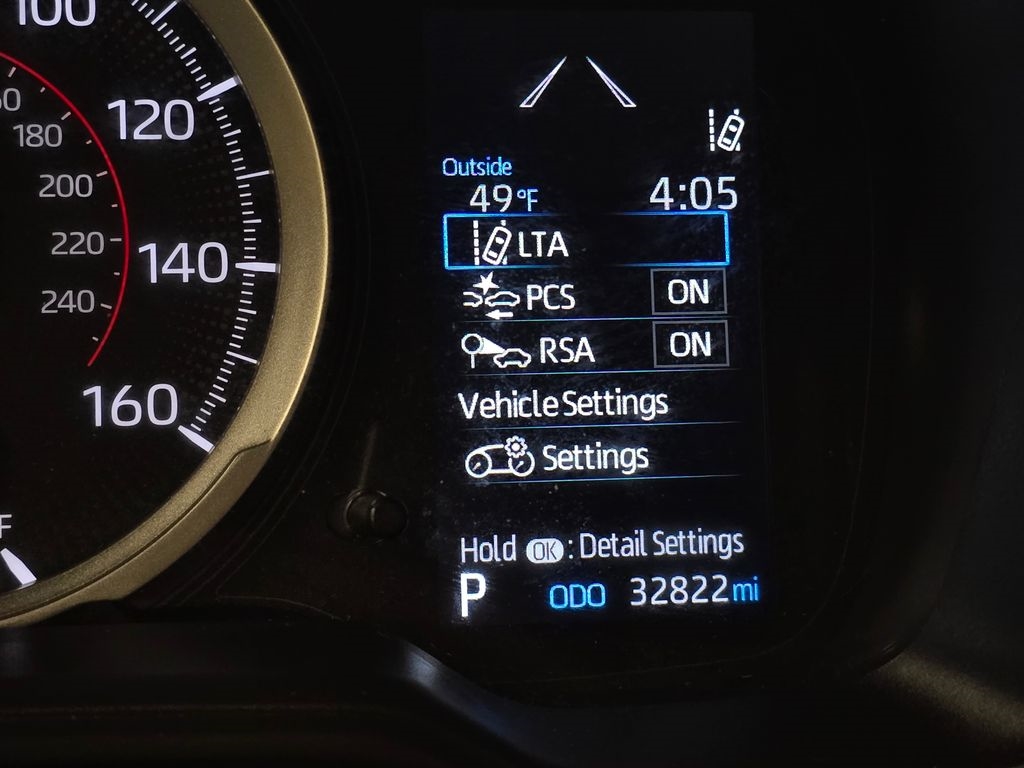 100
120
140
160
180
200
220
240
F
Outside
49°F 4:05
LTA
PCS ON
RSA ON
Vehicle Settings
Settings
Hold OK : Detail Settings
P ODO 32822 mi